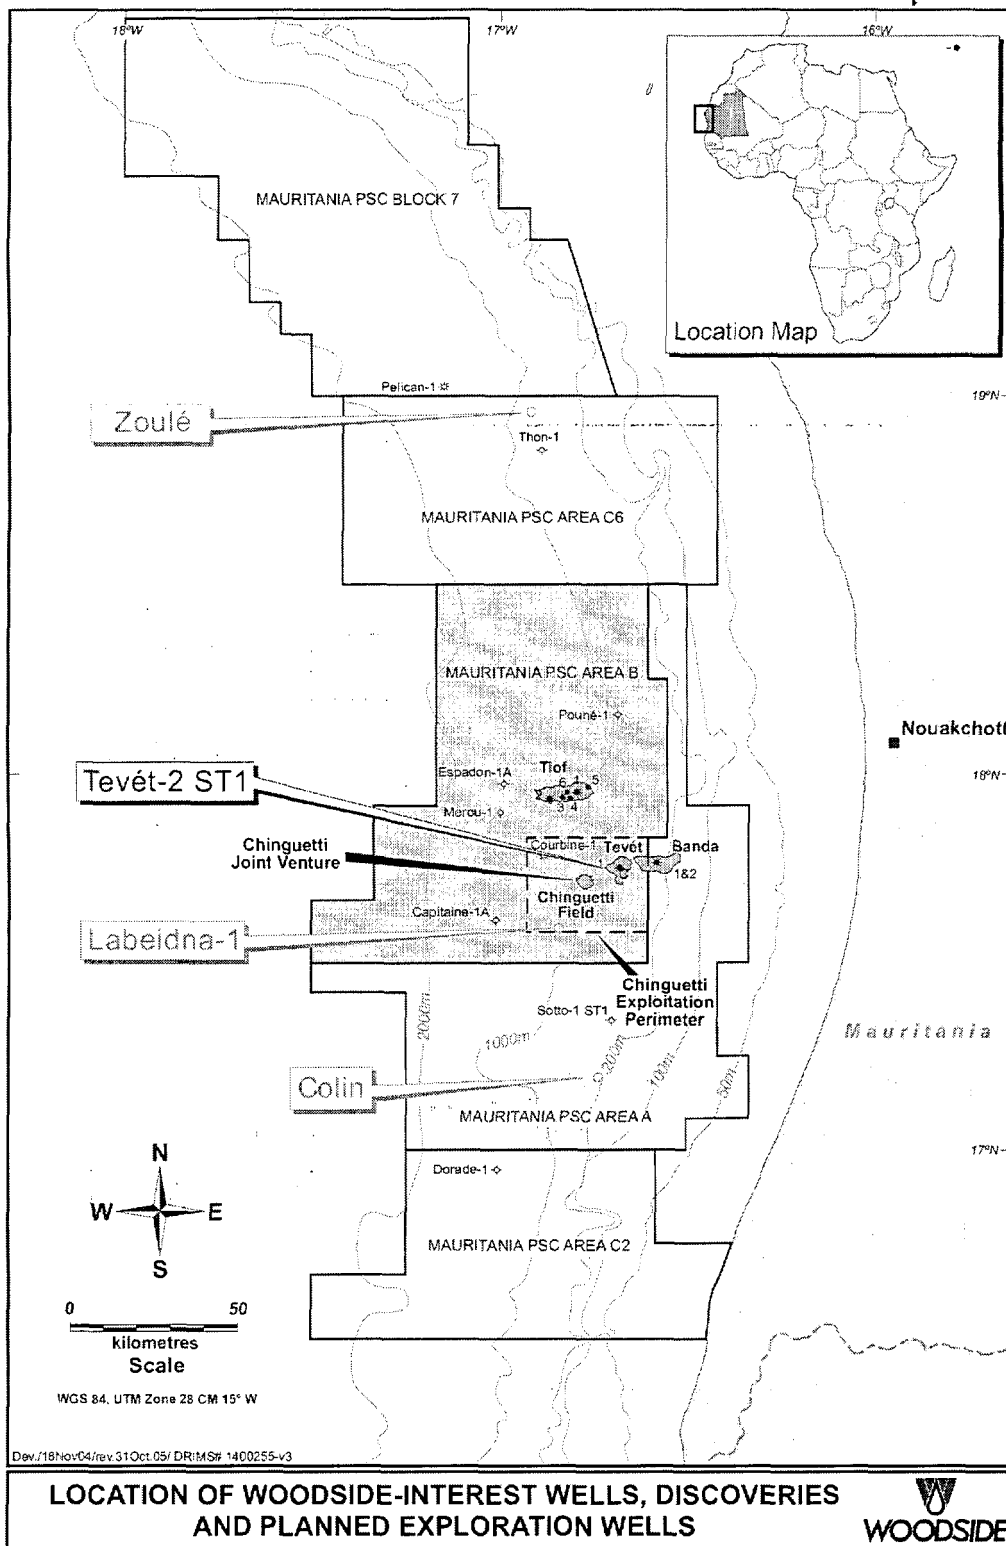 18°W
17°W
16°W
Location Map
MAURITANIA PSC BLOCK 7
Pelican-1
19°N
Zoulé
Thon-1
MAURITANIA PSC AREA C6
MAURITANIA PSC AREA B
Pouné-1
Nouakchott
Tiof
Espadon-1A
6 1 5
18°N
Tevét-2 ST1
3 4
Merou-1
Courbine-1
Tevét
Banda
Chinguetti
Joint Venture
1
2
1&2
Chinguetti
Field
Capitaine-1A
Labeidna-1
Chinguetti
Exploitation
Perimeter
Sotto-1 ST1
2000m
1000m
200m
100m
50m
Mauritania
Colin
MAURITANIA PSC AREA A
17°N
Dorade-1
N
W E
S
MAURITANIA PSC AREA C2
0 50
kilometres
Scale
WGS 84, UTM Zone 28 CM 15° W
Dev./18Nov04/rev.31Oct.05/ DRIMS# 1400255-v3
LOCATION OF WOODSIDE-INTEREST WELLS, DISCOVERIES
AND PLANNED EXPLORATION WELLS
WOODSIDE